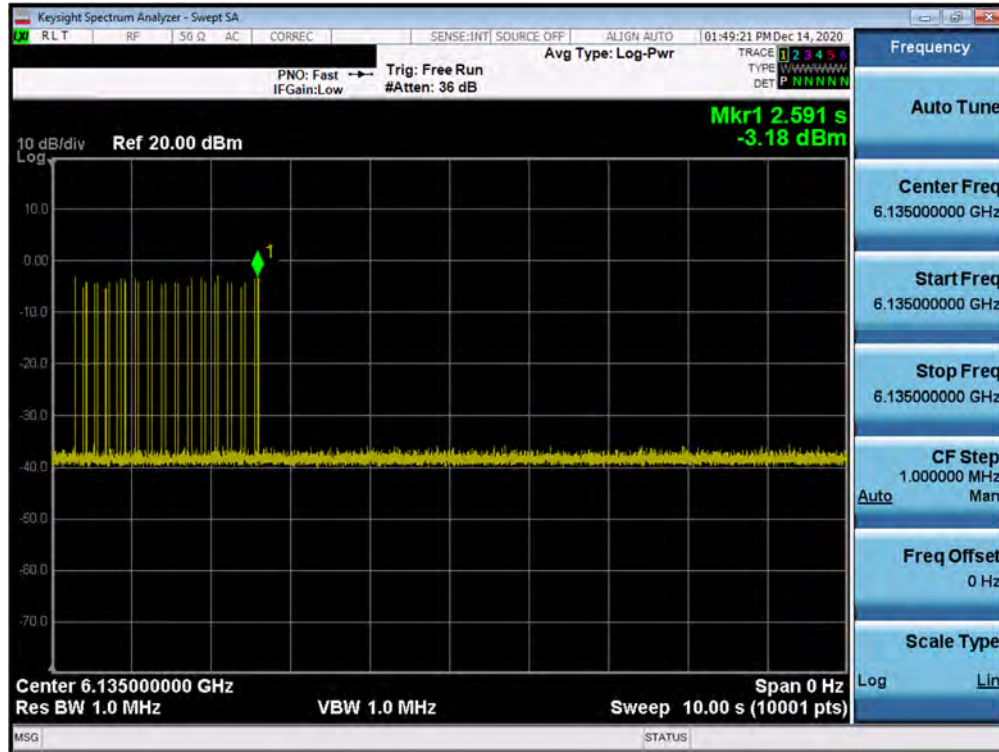 Keysight Spectrum Analyzer - Swept SA
LXI RLT RF 50 Ω AC CORREC SENSE:INT SOURCE OFF ALIGN AUTO 01:49:21 PM Dec 14, 2020
Frequency
Avg Type: Log-Pwr
TRACE 1 2 3 4 5 6
PNO: Fast
Trig: Free Run
TYPE WWWWWW
IFGain:Low
#Atten: 36 dB
DET P N N N N N
Auto Tune
Mkr1 2.591 s
-3.18 dBm
10 dB/div Ref 20.00 dBm
Log
10.0
0.00
-10.0
-20.0
-30.0
-40.0
-50.0
-60.0
-70.0
1
Center Freq
6.135000000 GHz
Start Freq
6.135000000 GHz
Stop Freq
6.135000000 GHz
CF Step
1.000000 MHz
Auto Man
Freq Offset
0 Hz
Scale Type
Log Lin
Center 6.135000000 GHz Span 0 Hz
Res BW 1.0 MHz VBW 1.0 MHz Sweep 10.00 s (10001 pts)
MSG STATUS